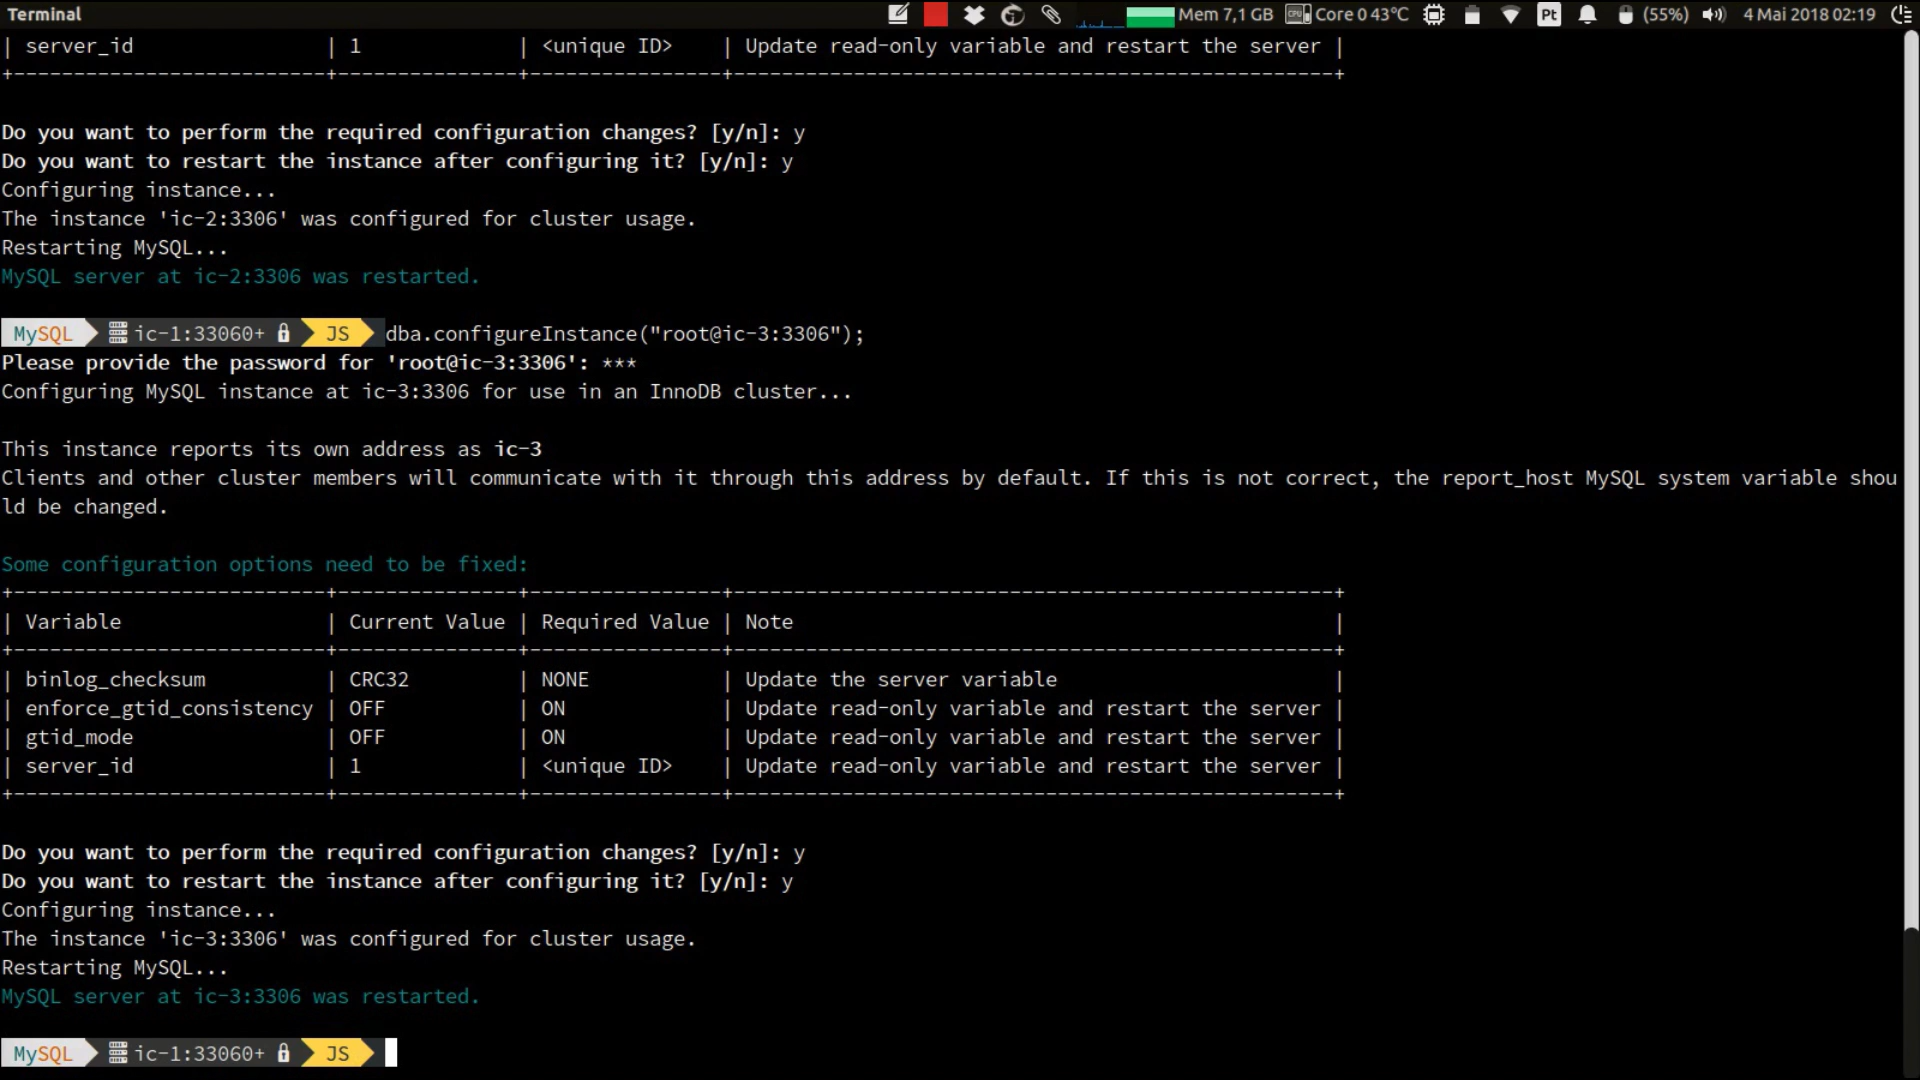 Terminal
Mem 7,1 GB Core 0 43°C Pt (55%) 4 Mai 2018 02:19
| server_id | 1 | <unique ID> | Update read-only variable and restart the server |
+-------------------------+---------------+----------------+--------------------------------------------------+
Do you want to perform the required configuration changes? [y/n]: y
Do you want to restart the instance after configuring it? [y/n]: y
Configuring instance...
The instance 'ic-2:3306' was configured for cluster usage.
Restarting MySQL...
MySQL server at ic-2:3306 was restarted.
MySQL ic-1:33060+ JS dba.configureInstance("root@ic-3:3306");
Please provide the password for 'root@ic-3:3306': ***
Configuring MySQL instance at ic-3:3306 for use in an InnoDB cluster...
This instance reports its own address as ic-3
Clients and other cluster members will communicate with it through this address by default. If this is not correct, the report_host MySQL system variable shou
ld be changed.
Some configuration options need to be fixed:
+--------------------------+---------------+----------------+--------------------------------------------------+
| Variable | Current Value | Required Value | Note |
+--------------------------+---------------+----------------+--------------------------------------------------+
| binlog_checksum | CRC32 | NONE | Update the server variable |
| enforce_gtid_consistency | OFF | ON | Update read-only variable and restart the server |
| gtid_mode | OFF | ON | Update read-only variable and restart the server |
| server_id | 1 | <unique ID> | Update read-only variable and restart the server |
+--------------------------+---------------+----------------+--------------------------------------------------+
Do you want to perform the required configuration changes? [y/n]: y
Do you want to restart the instance after configuring it? [y/n]: y
Configuring instance...
The instance 'ic-3:3306' was configured for cluster usage.
Restarting MySQL...
MySQL server at ic-3:3306 was restarted.
MySQL ic-1:33060+ JS